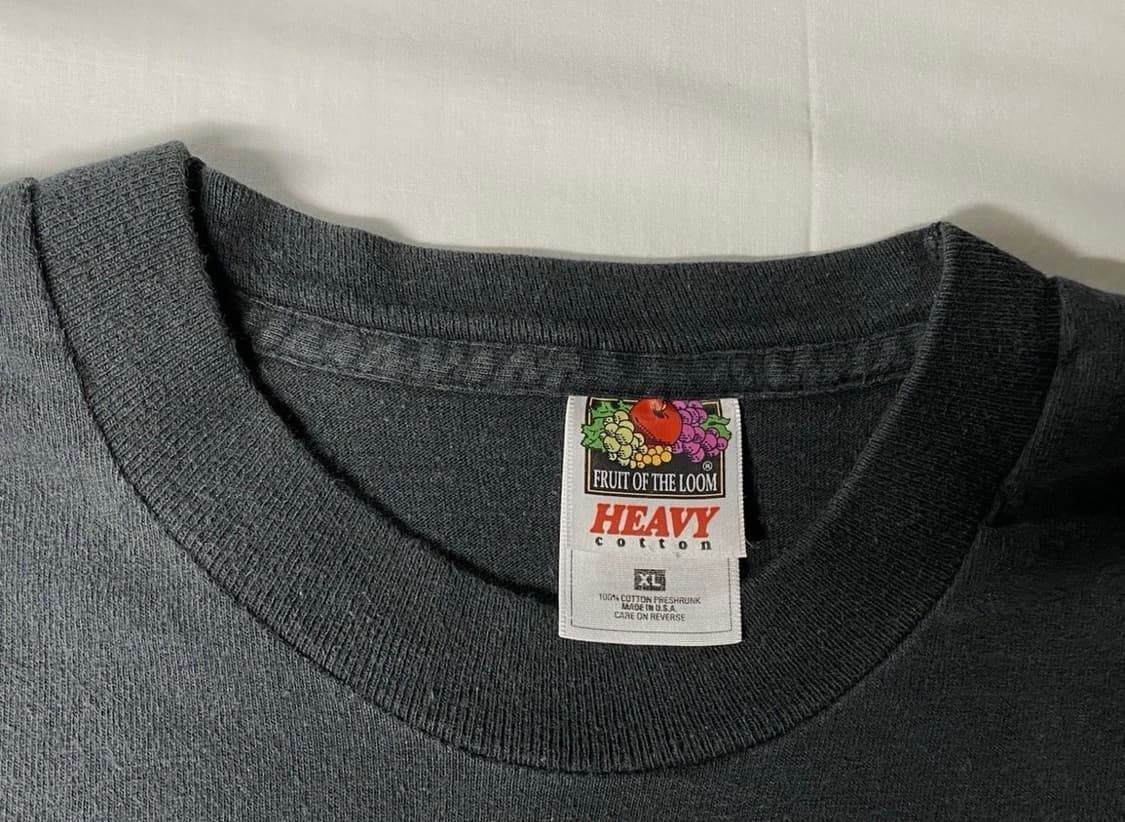 FRUIT OF THE LOOM ®
HEAVY
cotton
XL
100% COTTON PRESHRUNK
MADE IN U.S.A.
CARE ON REVERSE